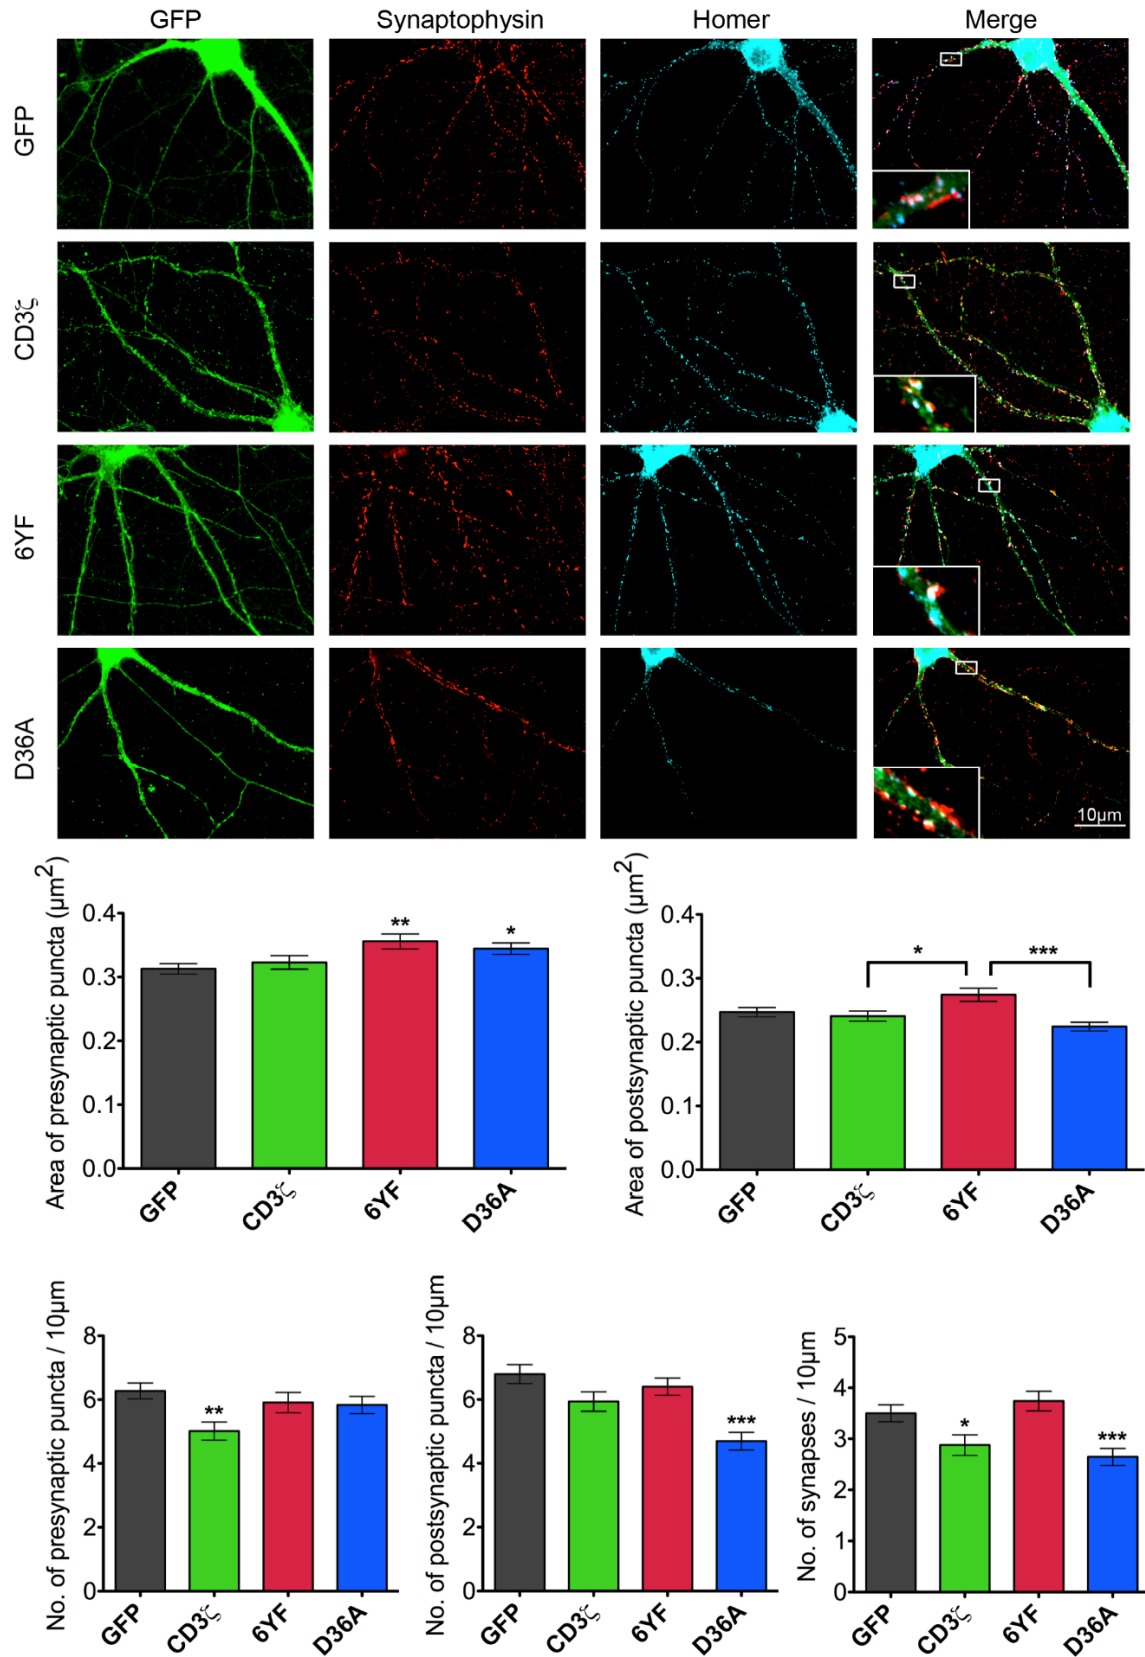 GFP Synaptophysin Homer Merge
GFP
CD3ζ
6YF
D36A
10µm
Area of presynaptic puncta (µm²)
0.4
0.3
0.2
0.1
0.0
** *
GFP CD3ζ 6YF D36A
Area of postsynaptic puncta (µm²)
0.4
0.3
0.2
0.1
0.0
* ***
GFP CD3ζ 6YF D36A
No. of presynaptic puncta / 10µm
8
6
4
2
0
**
GFP CD3ζ 6YF D36A
No. of postsynaptic puncta / 10µm
8
6
4
2
0
***
GFP CD3ζ 6YF D36A
No. of synapses / 10µm
5
4
3
2
1
0
* ***
GFP CD3ζ 6YF D36A